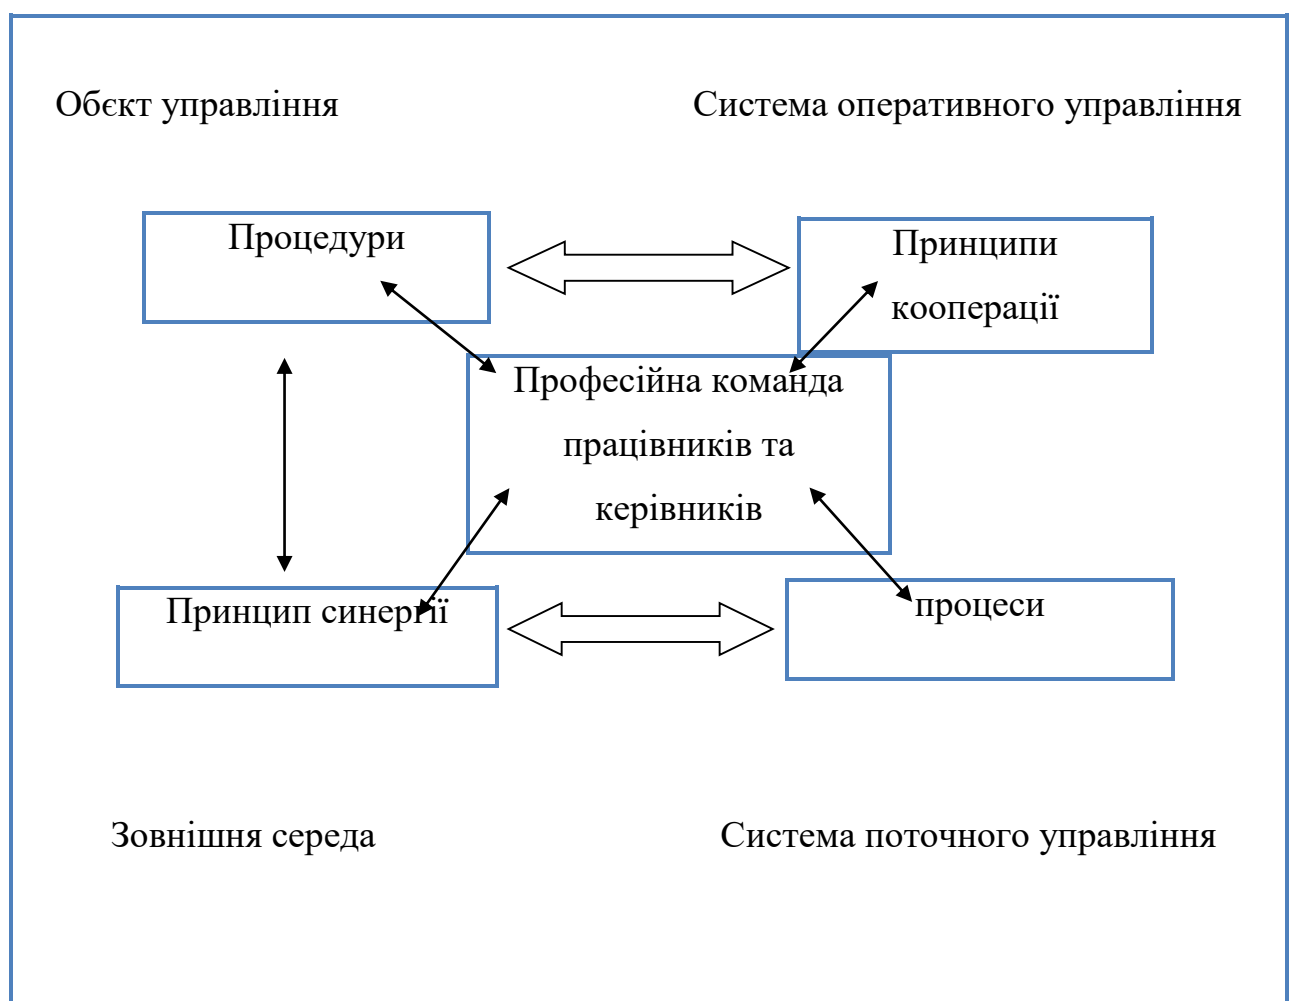 Обєкт управління
Система оперативного управління
Процедури
Принципи
кооперації
Професійна команда
працівників та
керівників
Принцип синергії
процеси
Зовнішня середа
Система поточного управління